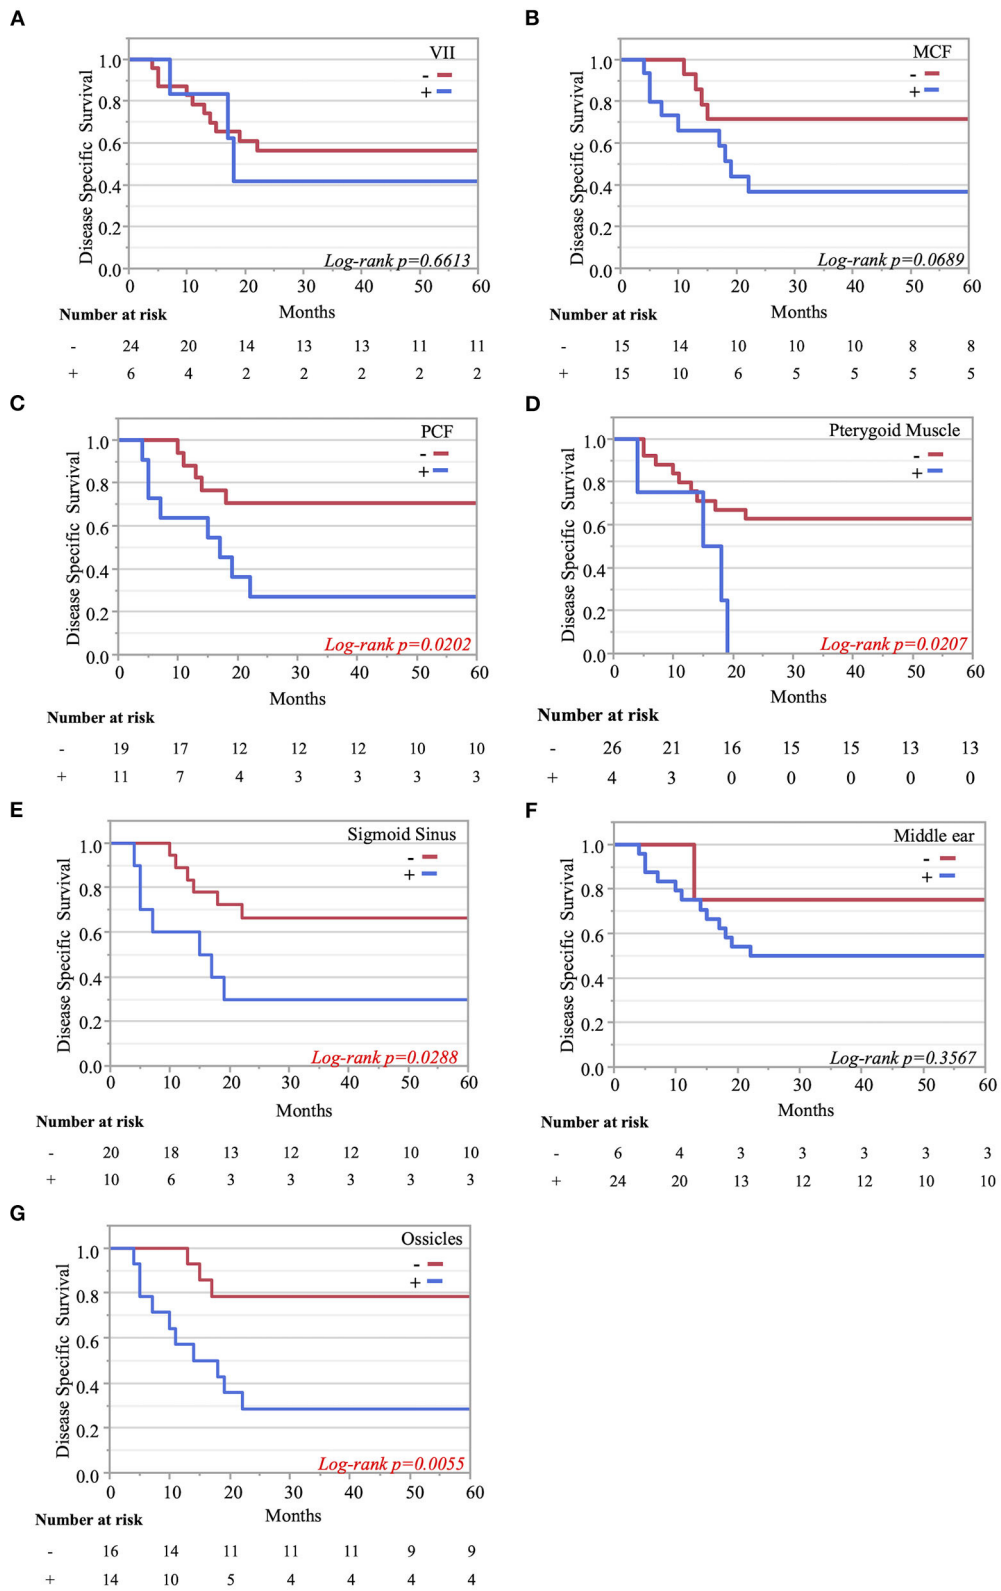 A
VII
-
+
1.0
0.8
0.6
0.4
0.2
0.0
Disease Specific Survival
Log-rank p=0.6613
0 10 20 30 40 50 60
Months
Number at risk
- 24 20 14 13 13 11 11
+ 6 4 2 2 2 2 2
B
MCF
-
+
1.0
0.8
0.6
0.4
0.2
0.0
Disease Specific Survival
Log-rank p=0.0689
0 10 20 30 40 50 60
Months
Number at risk
- 15 14 10 10 10 8 8
+ 15 10 6 5 5 5 5
C
PCF
-
+
1.0
0.8
0.6
0.4
0.2
0.0
Disease Specific Survival
Log-rank p=0.0202
0 10 20 30 40 50 60
Months
Number at risk
- 19 17 12 12 12 10 10
+ 11 7 4 3 3 3 3
D
Pterygoid Muscle
-
+
1.0
0.8
0.6
0.4
0.2
0.0
Disease Specific Survival
Log-rank p=0.0207
0 10 20 30 40 50 60
Months
Number at risk
- 26 21 16 15 15 13 13
+ 4 3 0 0 0 0 0
E
Sigmoid Sinus
-
+
1.0
0.8
0.6
0.4
0.2
0.0
Disease Specific Survival
Log-rank p=0.0288
0 10 20 30 40 50 60
Months
Number at risk
- 20 18 13 12 12 10 10
+ 10 6 3 3 3 3 3
F
Middle ear
-
+
1.0
0.8
0.6
0.4
0.2
0.0
Disease Specific Survival
Log-rank p=0.3567
0 10 20 30 40 50 60
Months
Number at risk
- 6 4 3 3 3 3 3
+ 24 20 13 12 12 10 10
G
Ossicles
-
+
1.0
0.8
0.6
0.4
0.2
0.0
Disease Specific Survival
Log-rank p=0.0055
0 10 20 30 40 50 60
Months
Number at risk
- 16 14 11 11 11 9 9
+ 14 10 5 4 4 4 4